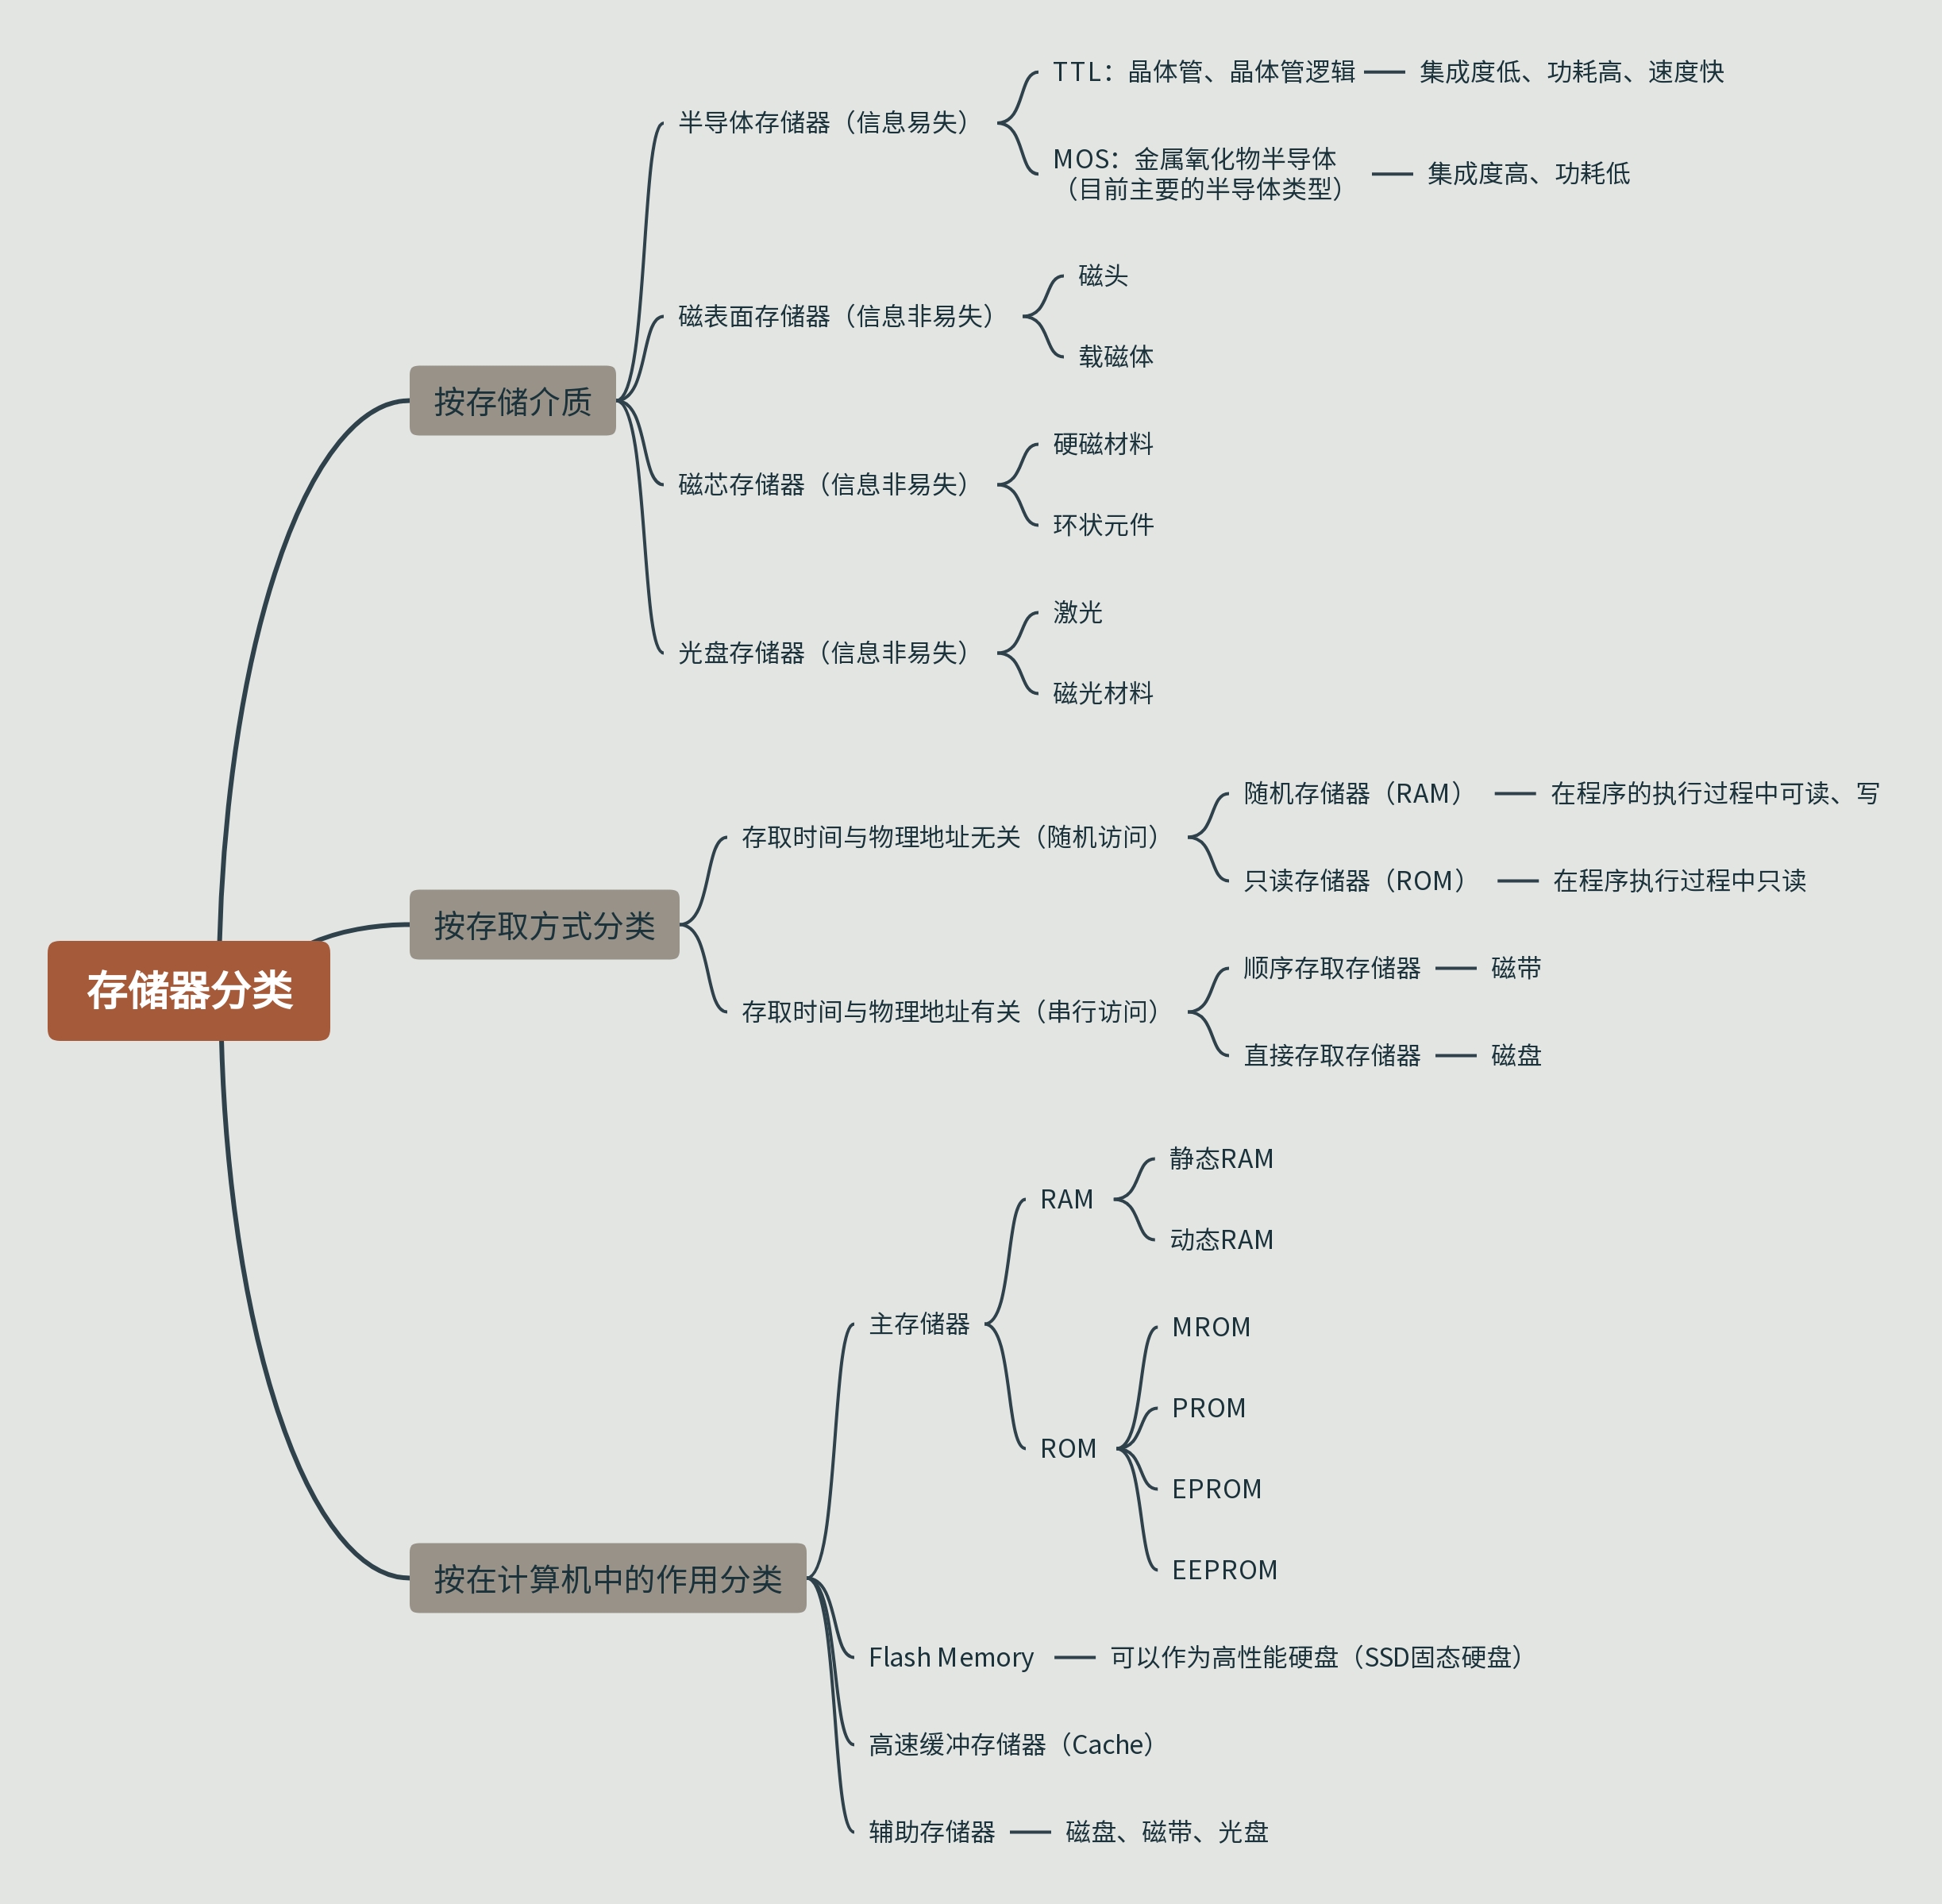 存储器分类
按存储介质
半导体存储器（信息易失）
TTL：晶体管、晶体管逻辑
集成度低、功耗高、速度快
MOS：金属氧化物半导体
（目前主要的半导体类型）
集成度高、功耗低
磁表面存储器（信息非易失）
磁头
载磁体
磁芯存储器（信息非易失）
硬磁材料
环状元件
光盘存储器（信息非易失）
激光
磁光材料
按存取方式分类
存取时间与物理地址无关（随机访问）
随机存储器（RAM）
在程序的执行过程中可读、写
只读存储器（ROM）
在程序执行过程中只读
存取时间与物理地址有关（串行访问）
顺序存取存储器
磁带
直接存取存储器
磁盘
按在计算机中的作用分类
主存储器
RAM
静态RAM
动态RAM
ROM
MROM
PROM
EPROM
EEPROM
Flash Memory
可以作为高性能硬盘（SSD固态硬盘）
高速缓冲存储器（Cache）
辅助存储器
磁盘、磁带、光盘